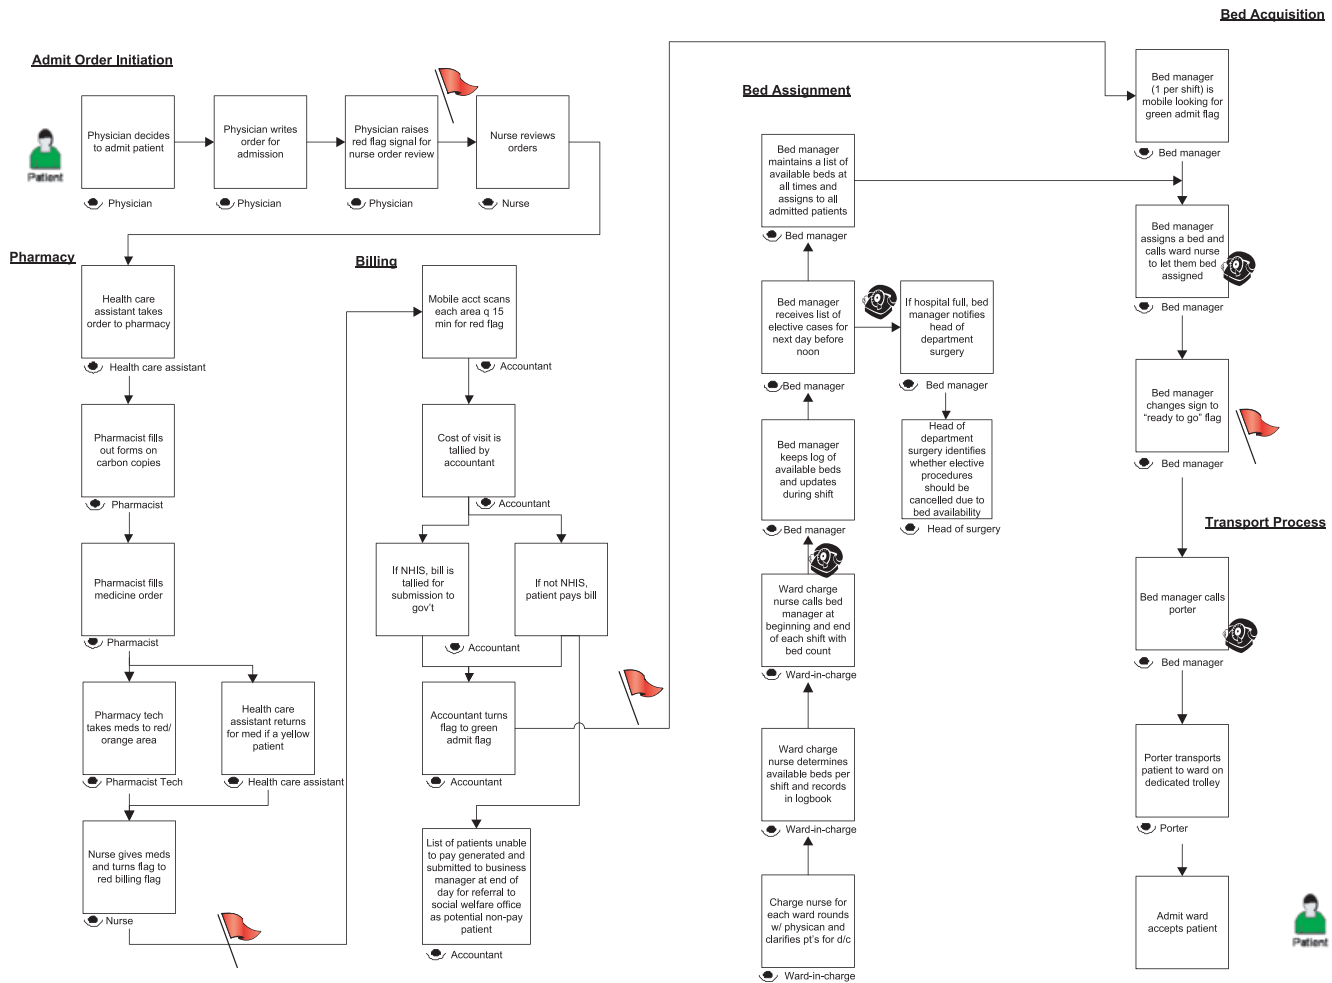 Bed Acquisition
Admit Order Initiation
Physician decides
to admit patient
Physician
Physician writes
order for
admission
Physician
Physician raises
red flag signal for
nurse order review
Physician
Nurse reviews
orders
Nurse
Patient
Pharmacy
Health care
assistant takes
order to pharmacy
Health care assistant
Pharmacist fills
out forms on
carbon copies
Pharmacist
Pharmacist fills
medicine order
Pharmacist
Pharmacy tech
takes meds to red/
orange area
Pharmacist Tech
Health care
assistant returns
for med if a yellow
patient
Health care assistant
Nurse gives meds
and turns flag to
red billing flag
Nurse
Billing
Mobile acct scans
each area q 15
min for red flag
Accountant
Cost of visit is
tallied by
accountant
Accountant
If NHIS, bill is
tallied for
submission to
gov't
If not NHIS,
patient pays bill
Accountant
Accountant turns
flag to green
admit flag
Accountant
List of patients unable
to pay generated and
submitted to business
manager at end of
day for referral to
social welfare office
as potential non-pay
patient
Accountant
Bed Assignment
Bed manager
maintains a list of
available beds at
all times and
assigns to all
admitted patients
Bed manager
Bed manager
receives list of
elective cases for
next day before
noon
Bed manager
If hospital full, bed
manager notifies
head of
department
surgery
Bed manager
Bed manager
keeps log of
available beds
and updates
during shift
Bed manager
Head of
department
surgery identifies
whether elective
procedures
should be
cancelled due to
bed availability
Head of surgery
Ward charge
nurse calls bed
manager at
beginning and end
of each shift with
bed count
Ward-in-charge
Ward charge
nurse determines
available beds per
shift and records
in logbook
Ward-in-charge
Charge nurse for
each ward rounds
w/ physican and
clarifies pt's for d/c
Ward-in-charge
Bed manager
(1 per shift) is
mobile looking for
green admit flag
Bed manager
Bed manager
assigns a bed and
calls ward nurse
to let them bed
assigned
Bed manager
Bed manager
changes sign to
"ready to go" flag
Bed manager
Transport Process
Bed manager calls
porter
Bed manager
Porter transports
patient to ward on
dedicated trolley
Porter
Admit ward
accepts patient
Patient